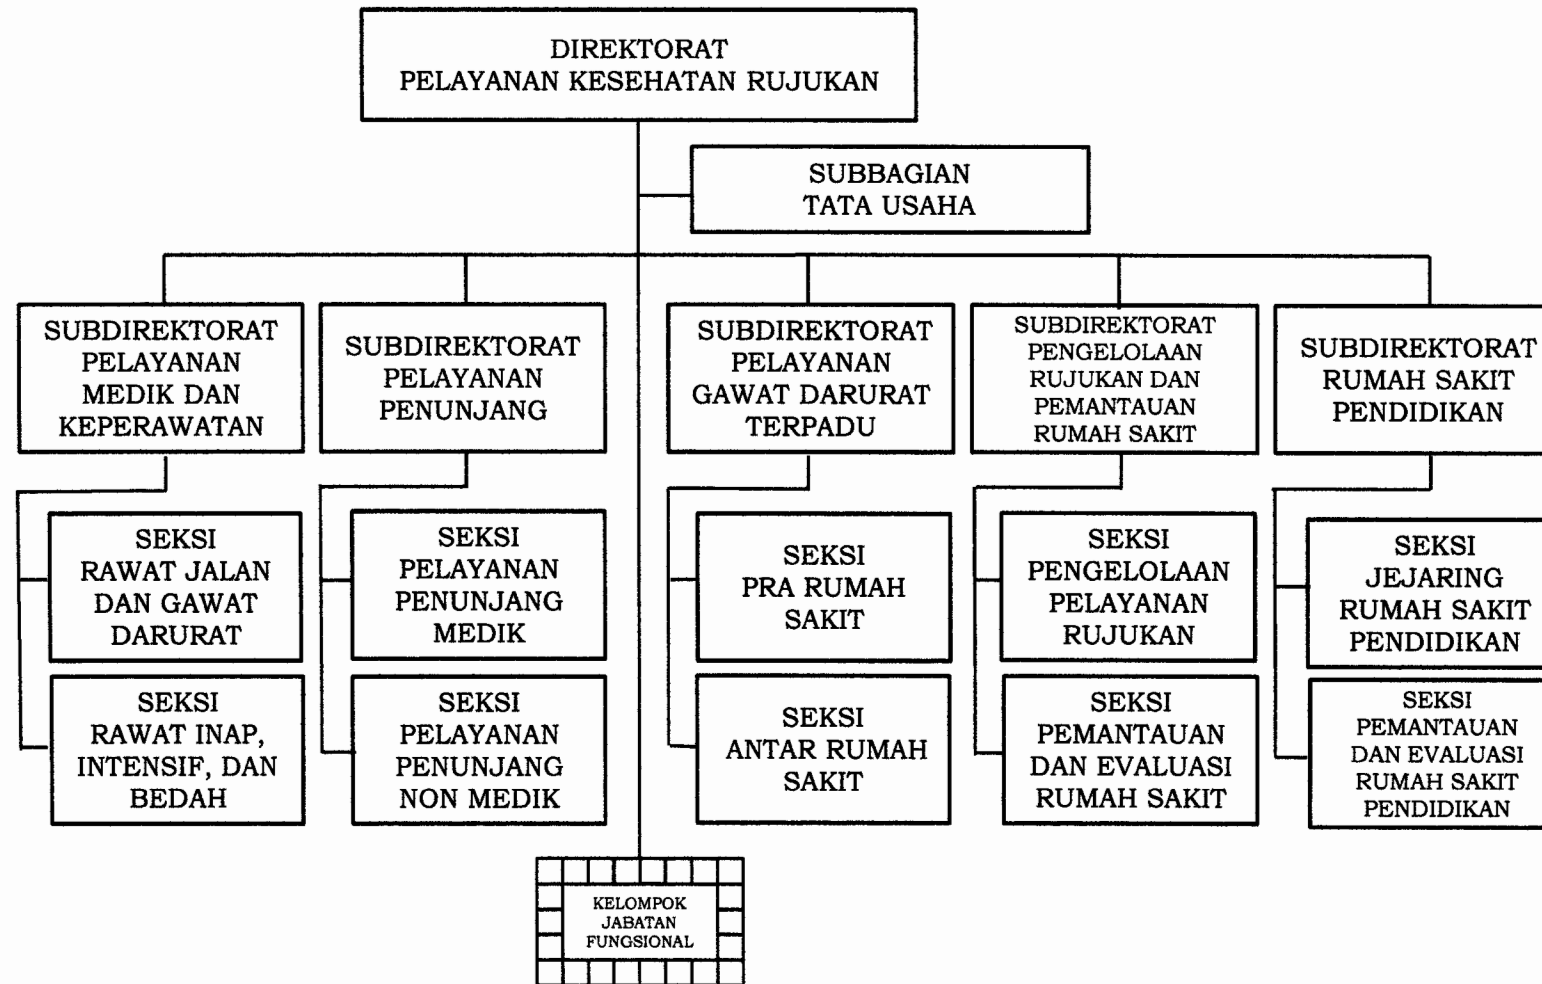 DIREKTORAT
PELAYANAN KESEHATAN RUJUKAN
SUBBAGIAN
TATA USAHA
SUBDIREKTORAT
PELAYANAN
MEDIK DAN
KEPERAWATAN
SUBDIREKTORAT
PELAYANAN
PENUNJANG
SUBDIREKTORAT
PELAYANAN
GAWAT DARURAT
TERPADU
SUBDIREKTORAT
PENGELOLAAN
RUJUKAN DAN
PEMANTAUAN
RUMAH SAKIT
SUBDIREKTORAT
RUMAH SAKIT
PENDIDIKAN
SEKSI
RAWAT JALAN
DAN GAWAT
DARURAT
SEKSI
PELAYANAN
PENUNJANG
MEDIK
SEKSI
PRA RUMAH
SAKIT
SEKSI
PENGELOLAAN
PELAYANAN
RUJUKAN
SEKSI
JEJARING
RUMAH SAKIT
PENDIDIKAN
SEKSI
RAWAT INAP,
INTENSIF, DAN
BEDAH
SEKSI
PELAYANAN
PENUNJANG
NON MEDIK
SEKSI
ANTAR RUMAH
SAKIT
SEKSI
PEMANTAUAN
DAN EVALUASI
RUMAH SAKIT
SEKSI
PEMANTAUAN
DAN EVALUASI
RUMAH SAKIT
PENDIDIKAN
KELOMPOK
JABATAN
FUNGSIONAL